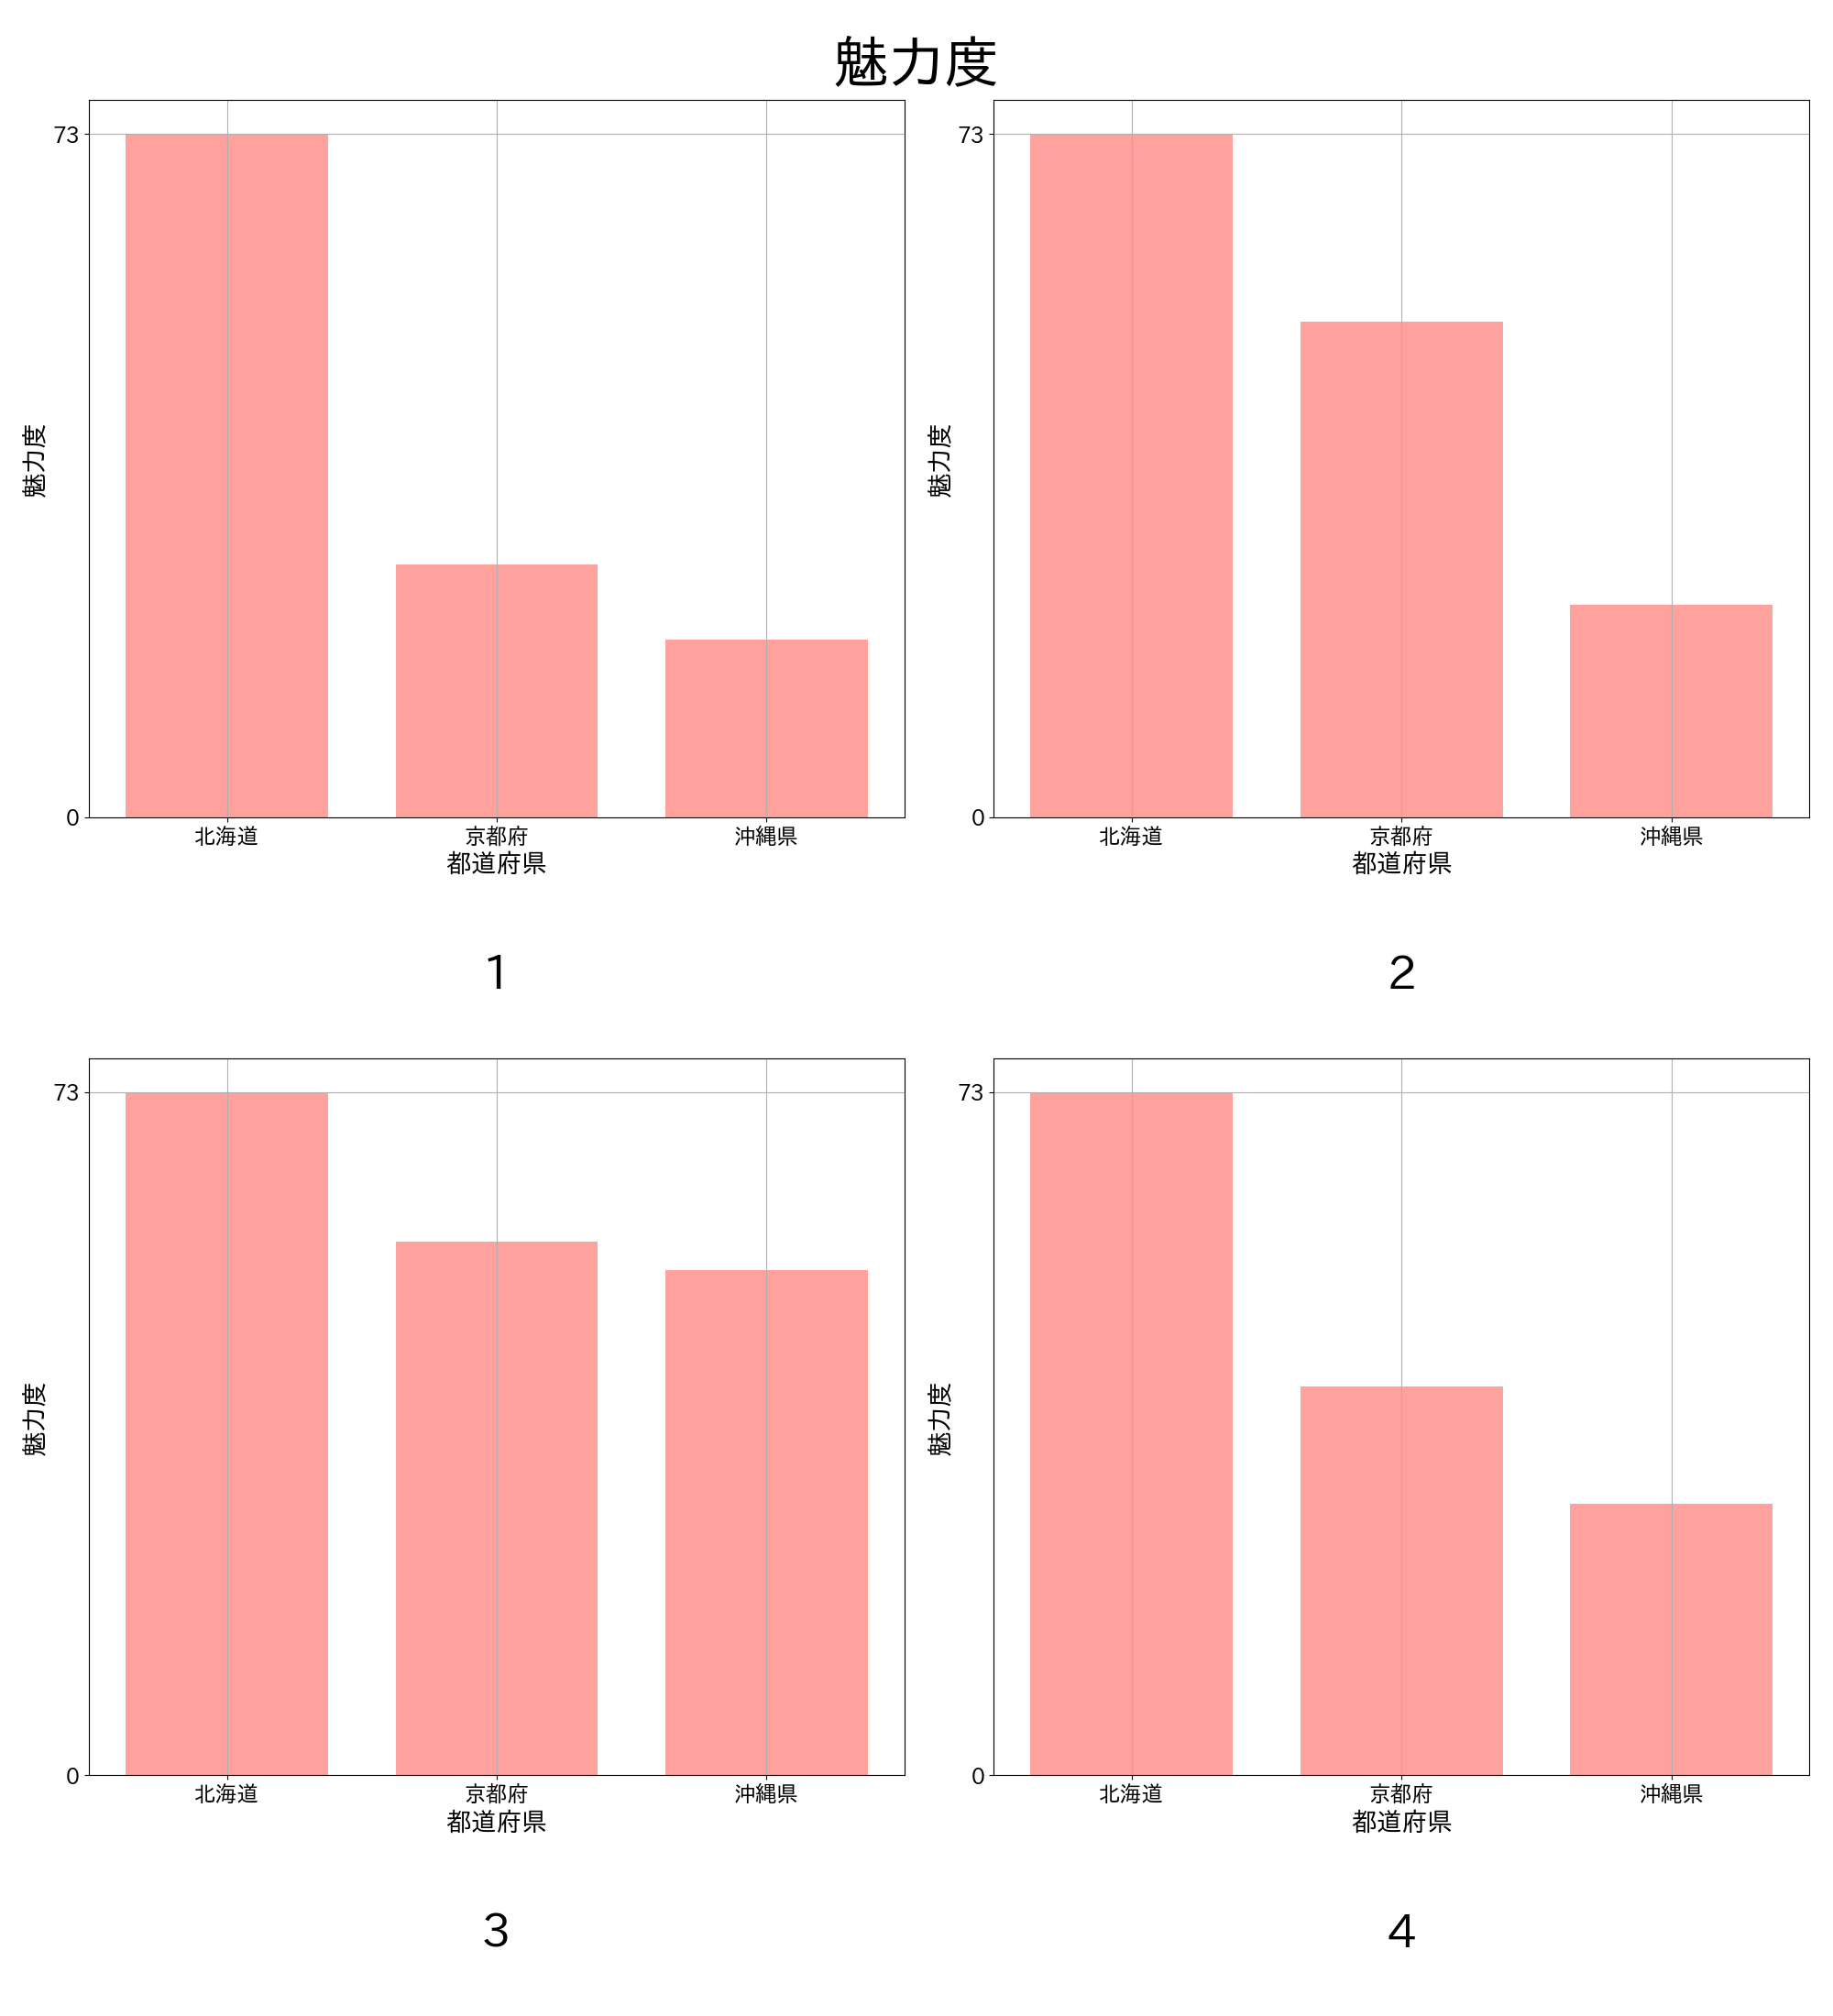 魅力度
73
0
魅力度
北海道 京都府 沖縄県
都道府県
1
73
0
魅力度
北海道 京都府 沖縄県
都道府県
2
73
0
魅力度
北海道 京都府 沖縄県
都道府県
3
73
0
魅力度
北海道 京都府 沖縄県
都道府県
4